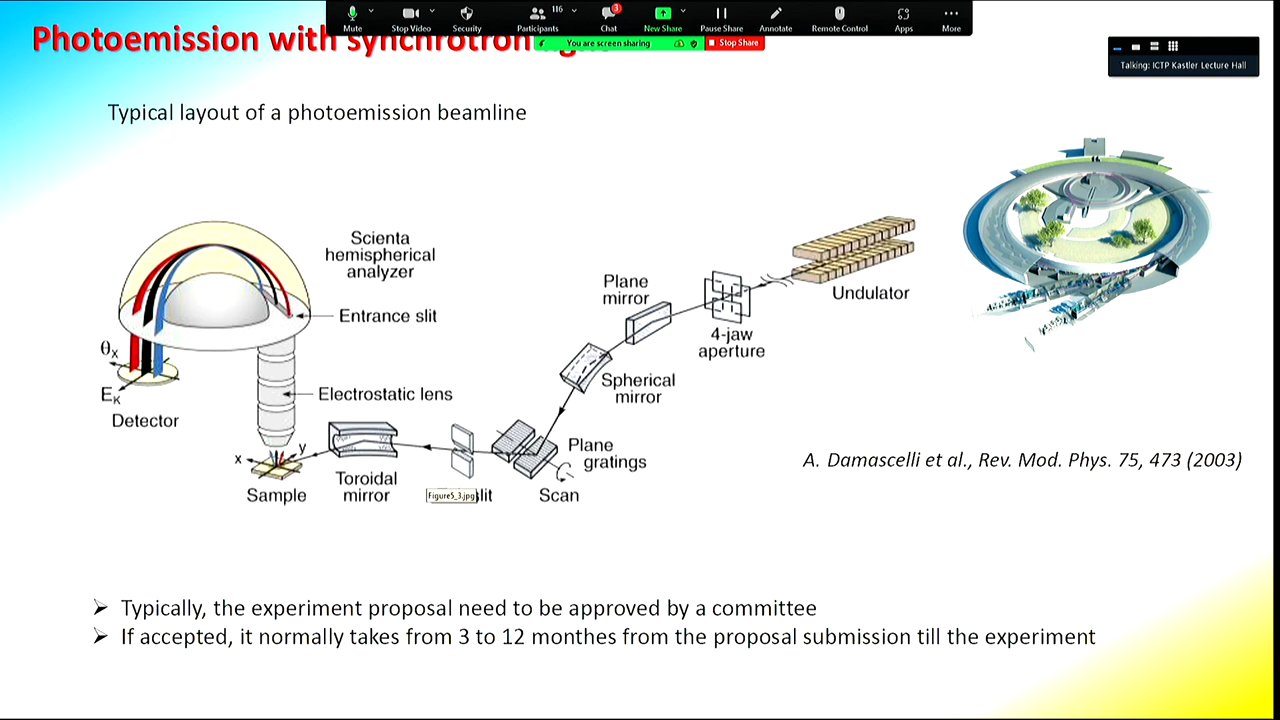 Mute
Stop Video
Security
Participants
116
Chat
3
New Share
Pause Share
Annotate
Remote Control
Apps
More
You are screen sharing
Stop Share
Talking: ICTP Kastler Lecture Hall
Photoemission with synchrotron
Typical layout of a photoemission beamline
Scienta
hemispherical
analyzer
Entrance slit
θx
EK
Detector
Electrostatic lens
x
y
Sample
Toroidal
mirror
Figure5_3.jpg
Scan
Plane
gratings
Spherical
mirror
Plane
mirror
4-jaw
aperture
Undulator
A. Damascelli et al., Rev. Mod. Phys. 75, 473 (2003)
➢ Typically, the experiment proposal need to be approved by a committee
➢ If accepted, it normally takes from 3 to 12 monthes from the proposal submission till the experiment